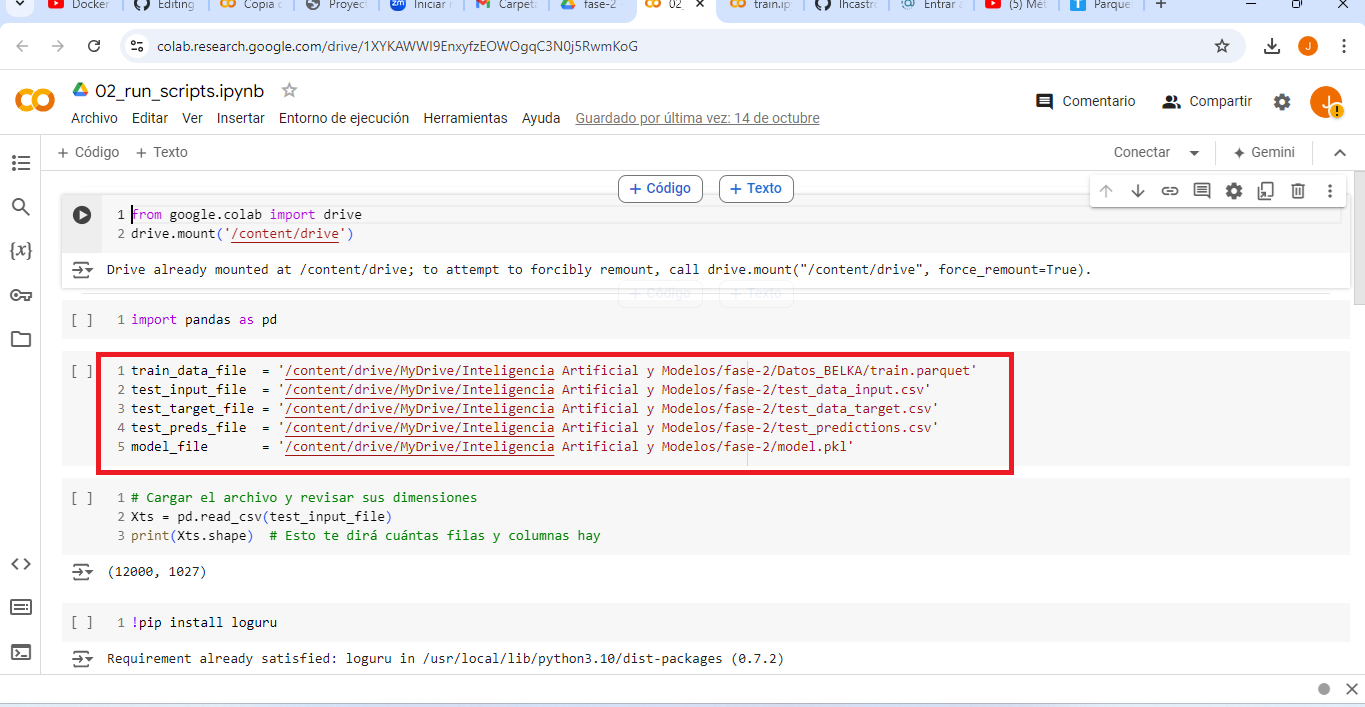 Docker
Editing
Copia
Proyec
zm Iniciar
Carpet
fase-2
02_
train.ip
lhcastr
Entrar a
(5) Mét
Parque
colab.research.google.com/drive/1XYKAWWI9EnxyfzEOWOgqC3N0j5RwmKoG
J
CO
02_run_scripts.ipynb
Archivo Editar Ver Insertar Entorno de ejecución Herramientas Ayuda Guardado por última vez: 14 de octubre
Comentario
Compartir
J
+ Código + Texto
Conectar
Gemini
+ Código
+ Texto
1 from google.colab import drive
2 drive.mount('/content/drive')
Drive already mounted at /content/drive; to attempt to forcibly remount, call drive.mount("/content/drive", force_remount=True).
+ Código
+ Texto
{x}
[ ] 1 import pandas as pd
[ ] 1 train_data_file = '/content/drive/MyDrive/Inteligencia Artificial y Modelos/fase-2/Datos_BELKA/train.parquet'
2 test_input_file = '/content/drive/MyDrive/Inteligencia Artificial y Modelos/fase-2/test_data_input.csv'
3 test_target_file = '/content/drive/MyDrive/Inteligencia Artificial y Modelos/fase-2/test_data_target.csv'
4 test_preds_file = '/content/drive/MyDrive/Inteligencia Artificial y Modelos/fase-2/test_predictions.csv'
5 model_file = '/content/drive/MyDrive/Inteligencia Artificial y Modelos/fase-2/model.pkl'
[ ] 1 # Cargar el archivo y revisar sus dimensiones
2 Xts = pd.read_csv(test_input_file)
3 print(Xts.shape) # Esto te dirá cuántas filas y columnas hay
(12000, 1027)
[ ] 1 !pip install loguru
Requirement already satisfied: loguru in /usr/local/lib/python3.10/dist-packages (0.7.2)